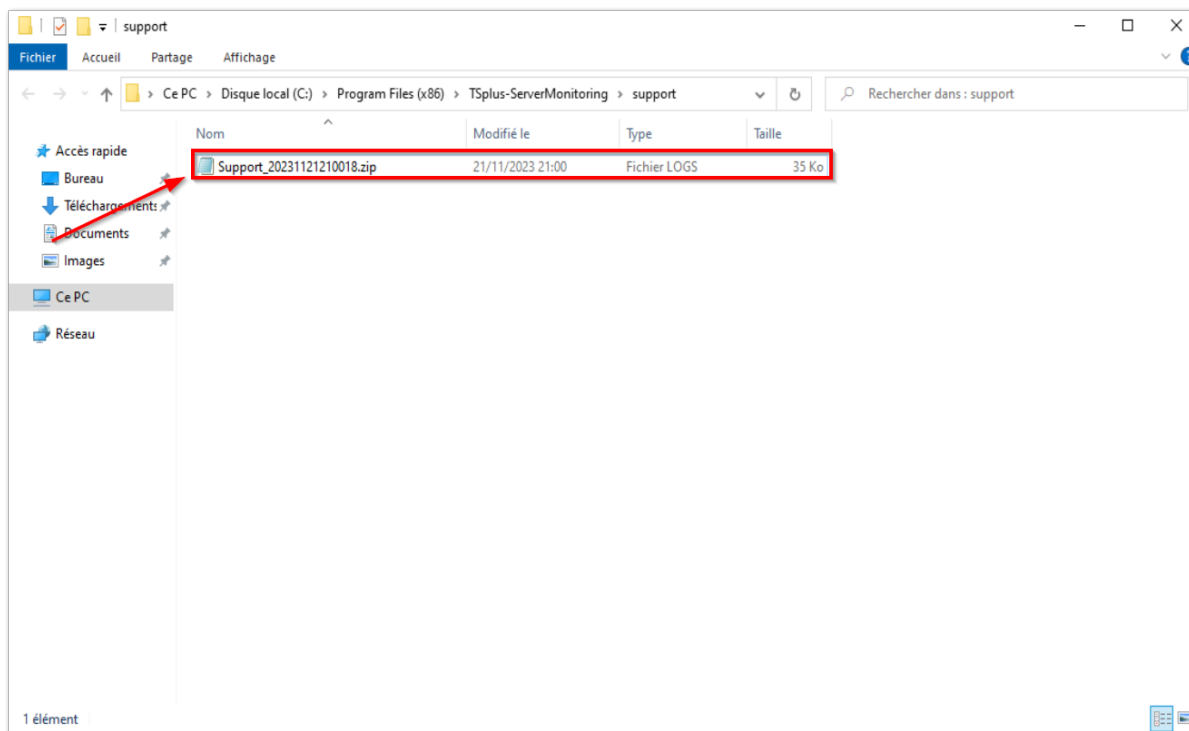 support
Fichier Accueil Partage Affichage
Ce PC > Disque local (C:) > Program Files (x86) > TSplus-ServerMonitoring > support
Rechercher dans : support
Nom Modifié le Type Taille
Support_20231121210018.zip 21/11/2023 21:00 Fichier LOGS 35 Ko
Accès rapide
Bureau
Téléchargements
Documents
Images
Ce PC
Réseau
1 élément